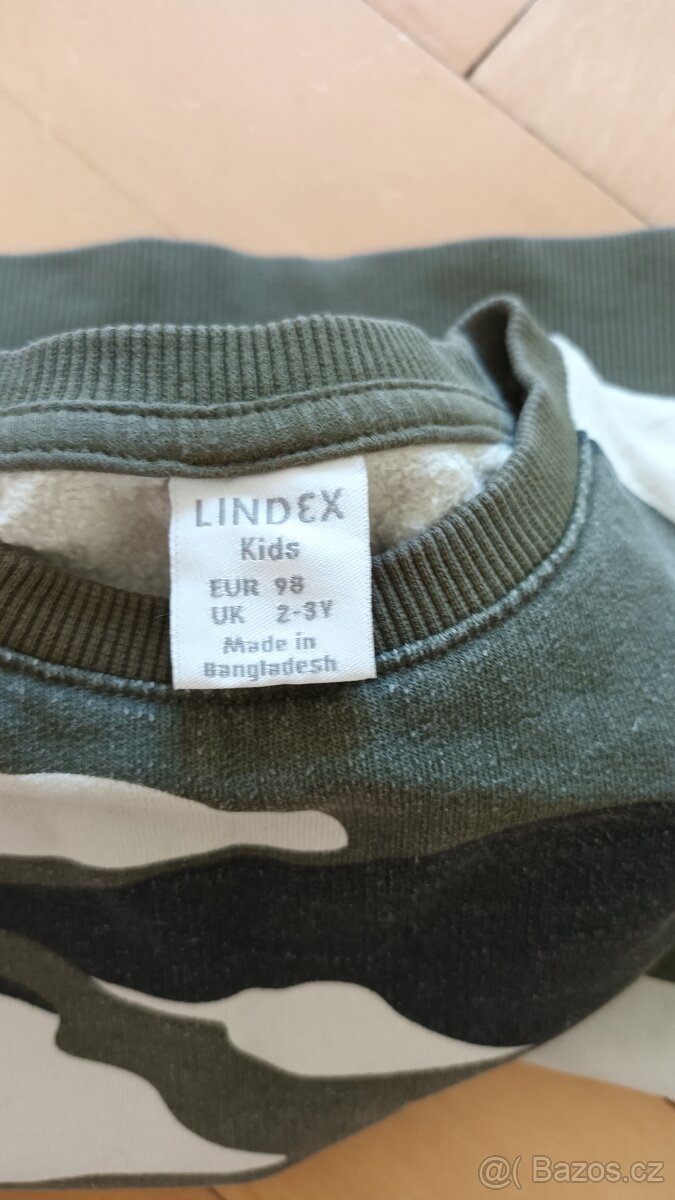 LINDEX
Kids
EUR 98
UK 2-3Y
Made in
Bangladesh
@( Bazos.cz